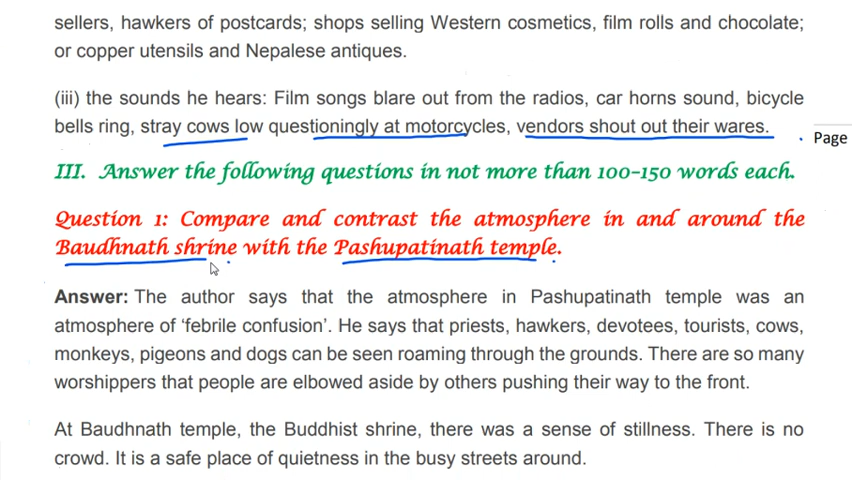 sellers, hawkers of postcards; shops selling Western cosmetics, film rolls and chocolate;
or copper utensils and Nepalese antiques.
(iii) the sounds he hears: Film songs blare out from the radios, car horns sound, bicycle
bells ring, stray cows low questioningly at motorcycles, vendors shout out their wares.
Page
III. Answer the following questions in not more than 100-150 words each.
Question 1: Compare and contrast the atmosphere in and around the
Baudhnath shrine with the Pashupatinath temple.
Answer: The author says that the atmosphere in Pashupatinath temple was an
atmosphere of ‘febrile confusion’. He says that priests, hawkers, devotees, tourists, cows,
monkeys, pigeons and dogs can be seen roaming through the grounds. There are so many
worshippers that people are elbowed aside by others pushing their way to the front.
At Baudhnath temple, the Buddhist shrine, there was a sense of stillness. There is no
crowd. It is a safe place of quietness in the busy streets around.